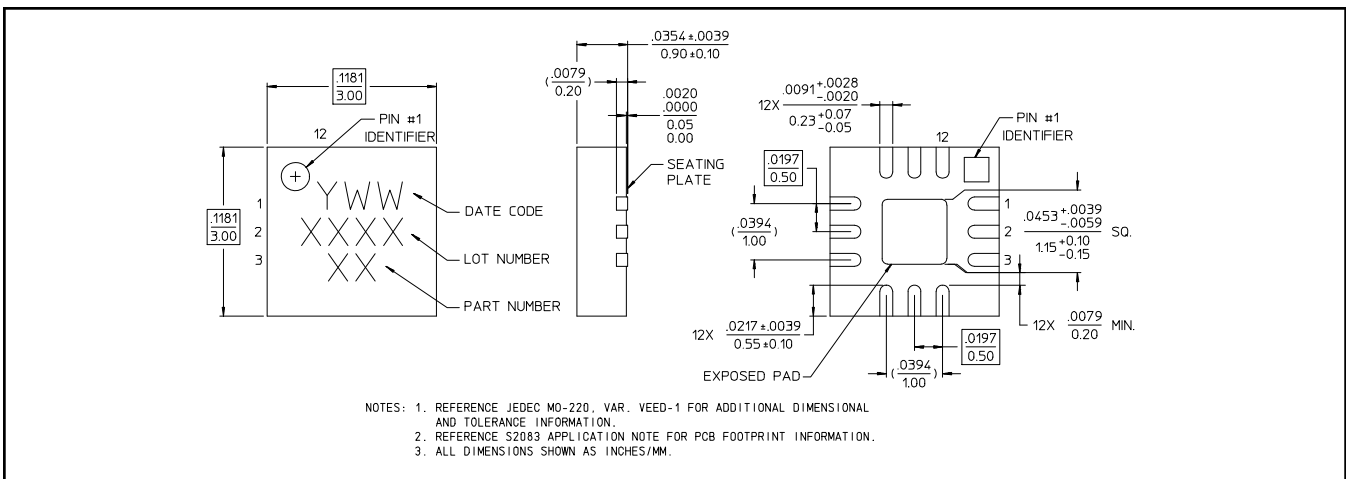 .1181
3.00
12
PIN #1
IDENTIFIER
.1181
3.00
1
2
3
YWW
XXXX
XX
DATE CODE
LOT NUMBER
PART NUMBER
.0354 ±.0039
0.90 ±0.10
(.0079
0.20)
.0020
.0000
0.05
0.00
SEATING
PLATE
12X .0091 +.0028
-.0020
0.23 +0.07
-0.05
12
PIN #1
IDENTIFIER
.0197
0.50
(.0394
1.00)
1
2
3
.0453 +.0039
-.0059
1.15 +0.10
-0.15
SQ.
12X .0217 ±.0039
0.55 ±0.10
12X .0079
0.20 MIN.
.0197
0.50
(.0394
1.00)
EXPOSED PAD
NOTES: 1. REFERENCE JEDEC MO-220, VAR. VEED-1 FOR ADDITIONAL DIMENSIONAL
AND TOLERANCE INFORMATION.
2. REFERENCE S2083 APPLICATION NOTE FOR PCB FOOTPRINT INFORMATION.
3. ALL DIMENSIONS SHOWN AS INCHES/MM.